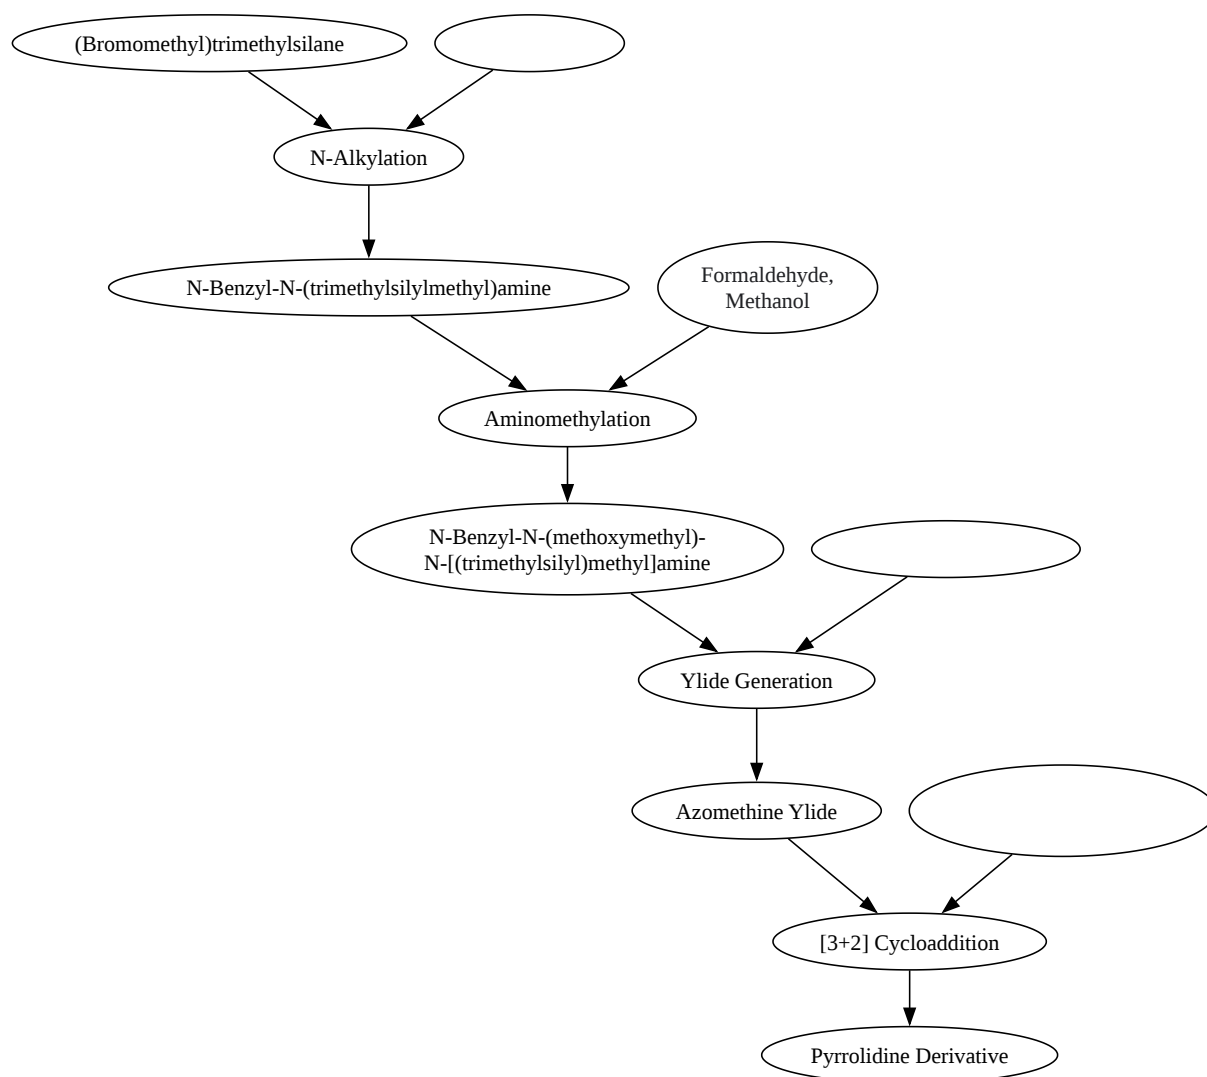 (Bromomethyl)trimethylsilane
N-Alkylation
N-Benzyl-N-(trimethylsilylmethyl)amine
Formaldehyde,
Methanol
Aminomethylation
N-Benzyl-N-(methoxymethyl)-
N-[(trimethylsilyl)methyl]amine
Ylide Generation
Azomethine Ylide
[3+2] Cycloaddition
Pyrrolidine Derivative